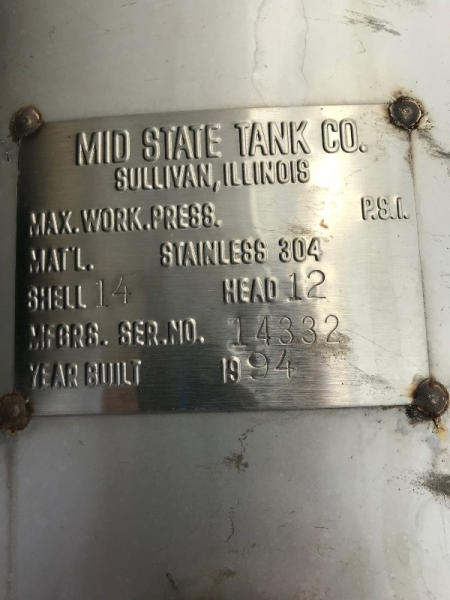 MID STATE TANK CO.
SULLIVAN, ILLINOIS
MAX. WORK. PRESS. P.S.I.
MAT'L. STAINLESS 304
SHELL 14 HEAD 12
MFGRS. SER. NO. 14332
YEAR BUILT 1994